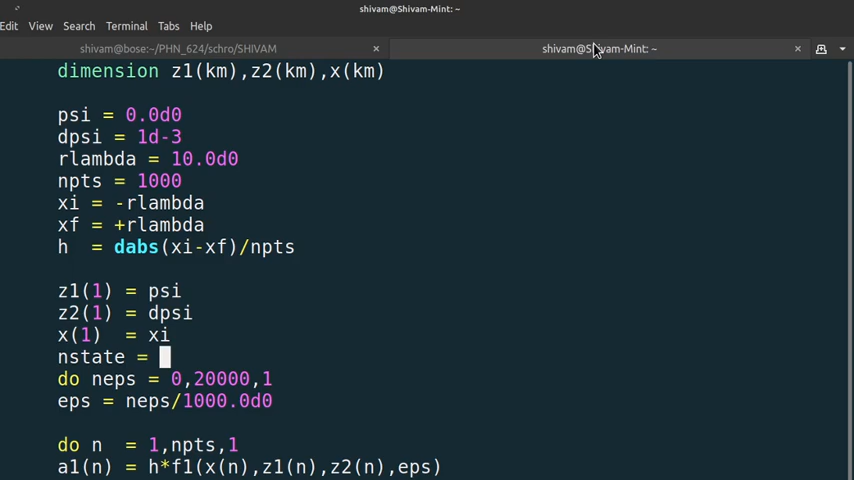 shivam@Shivam-Mint: ~
Edit View Search Terminal Tabs Help
shivam@bose:~/PHN_624/schro/SHIVAM × shivam@Shivam-Mint: ~ ×
dimension z1(km),z2(km),x(km)
psi = 0.0d0
dpsi = 1d-3
rlambda = 10.0d0
npts = 1000
xi = -rlambda
xf = +rlambda
h = dabs(xi-xf)/npts
z1(1) = psi
z2(1) = dpsi
x(1) = xi
nstate =
do neps = 0,20000,1
eps = neps/1000.0d0
do n = 1,npts,1
a1(n) = h*f1(x(n),z1(n),z2(n),eps)